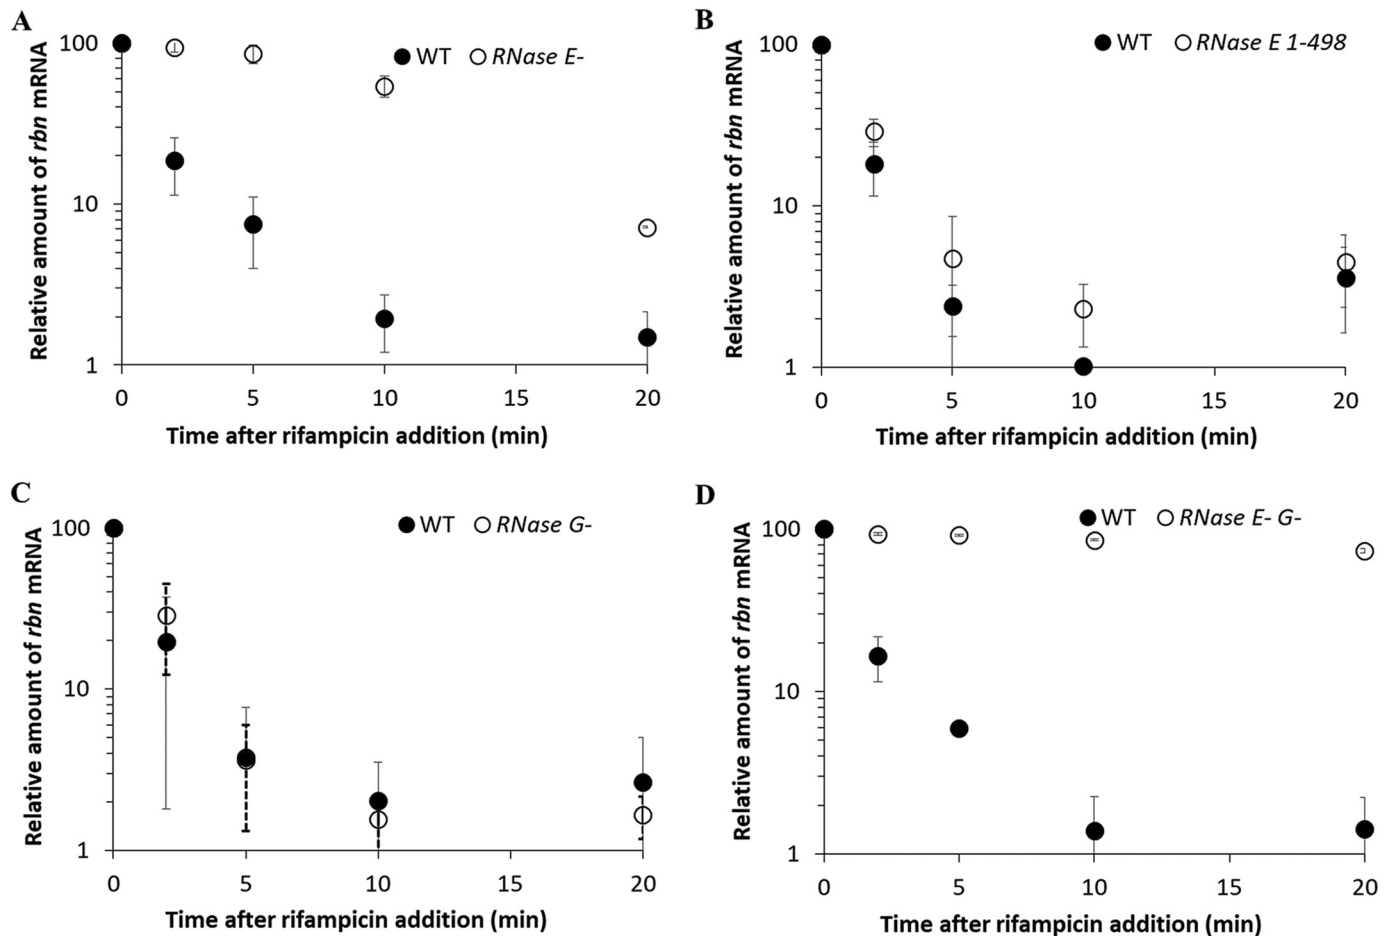 A
WT RNase E-
Relative amount of rbn mRNA
100
10
1
0 5 10 15 20
Time after rifampicin addition (min)
B
WT RNase E 1-498
Relative amount of rbn mRNA
100
10
1
0 5 10 15 20
Time after rifampicin addition (min)
C
WT RNase G-
Relative amount of rbn mRNA
100
10
1
0 5 10 15 20
Time after rifampicin addition (min)
D
WT RNase E- G-
Relative amount of rbn mRNA
100
10
1
0 5 10 15 20
Time after rifampicin addition (min)